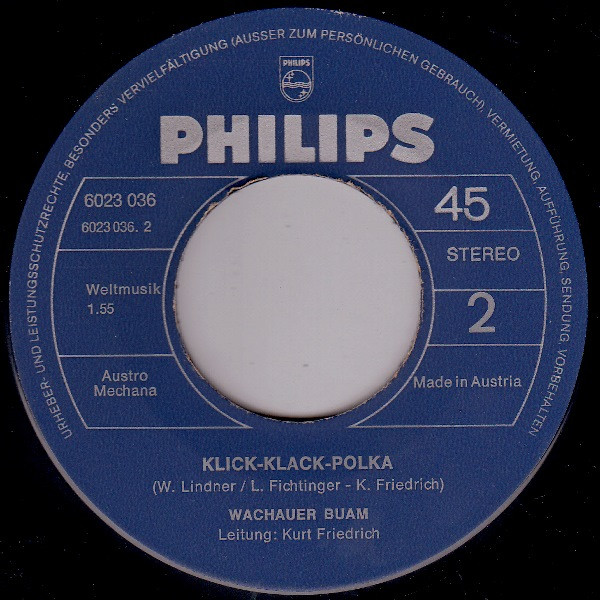 URHEBER- UND LEISTUNGSSCHUTZRECHTE, BESONDERS VERVIELFÄLTIGUNG (AUSSER ZUM PERSÖNLICHEN GEBRAUCH), VERMIETUNG, AUFFÜHRUNG, SENDUNG, VORBEHALTEN
PHILIPS
PHILIPS
6023 036
6023 036. 2
Weltmusik
1.55
Austro
Mechana
45
STEREO
2
Made in Austria
KLICK-KLACK-POLKA
(W. Lindner / L. Fichtinger - K. Friedrich)
WACHAUER BUAM
Leitung: Kurt Friedrich